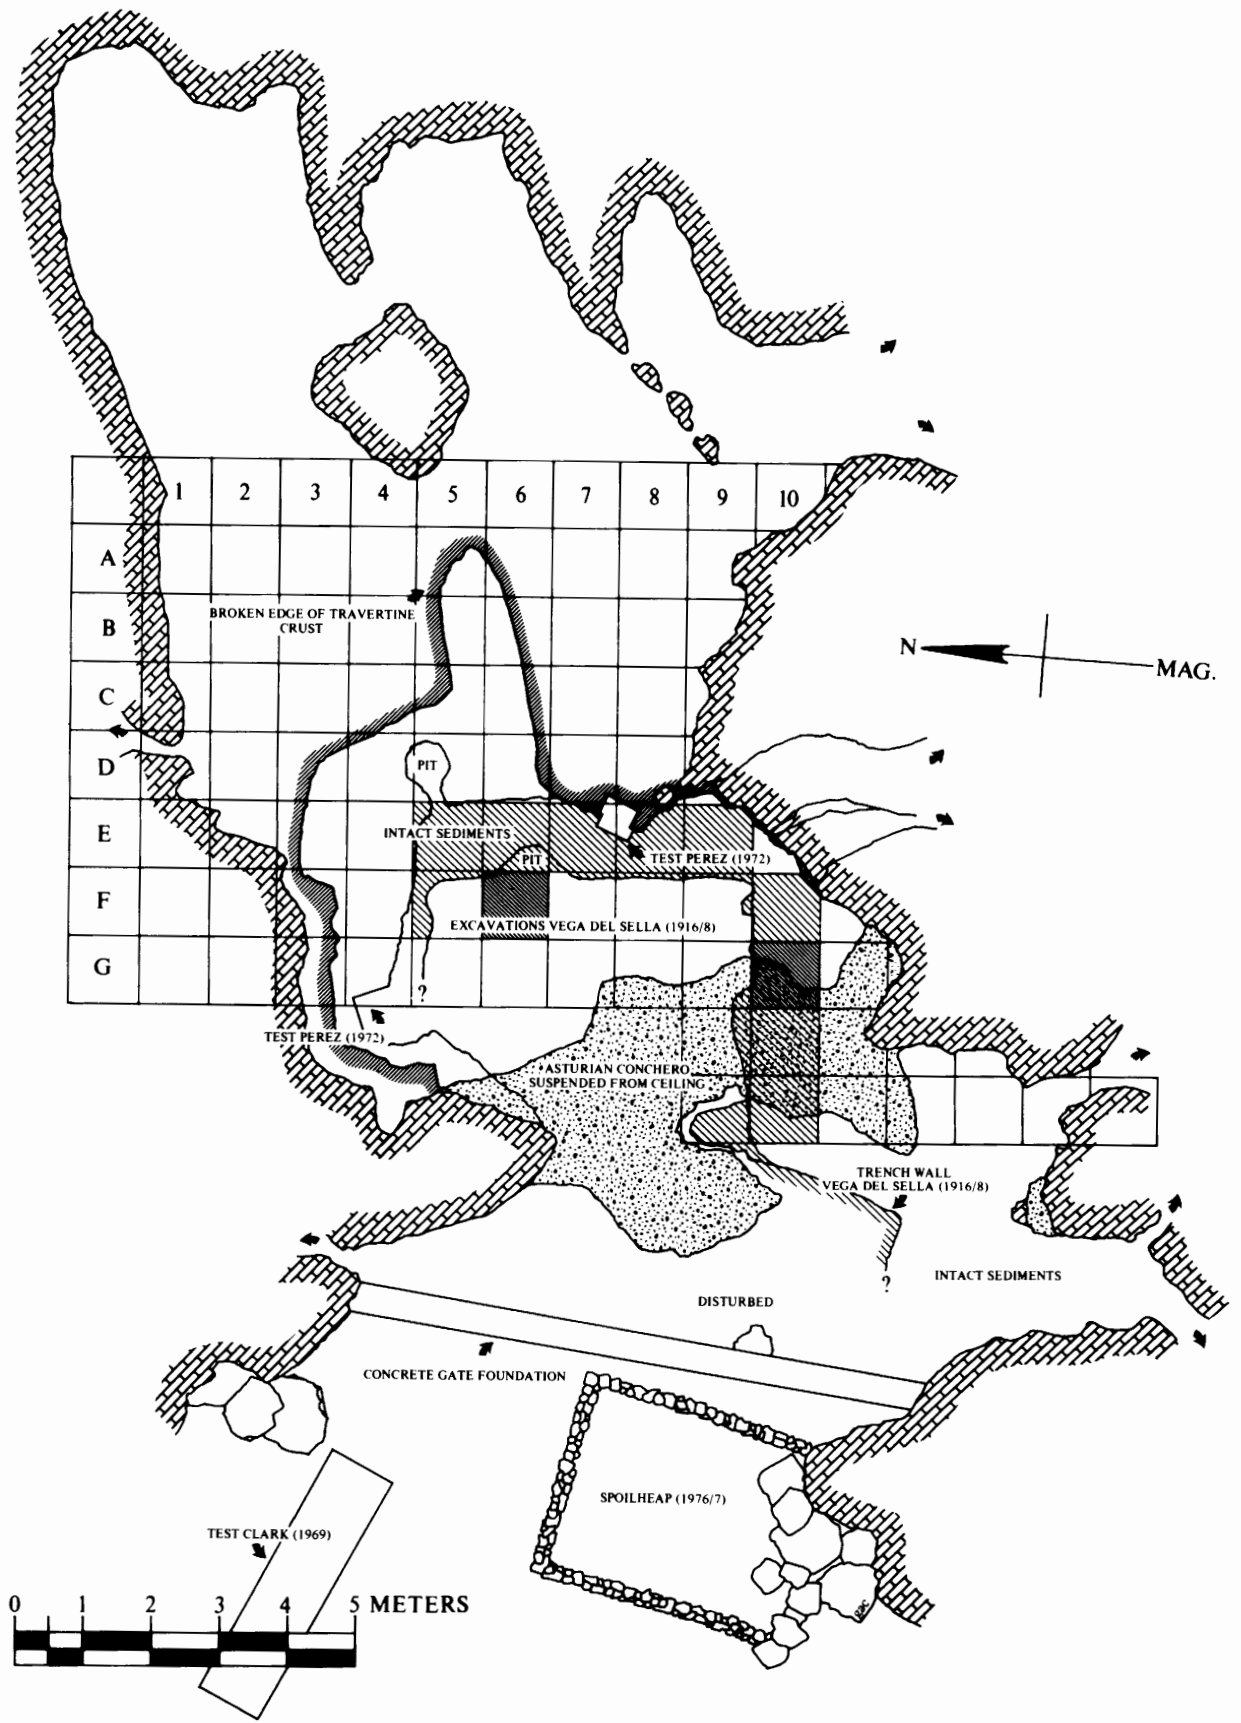 1 2 3 4 5 6 7 8 9 10
A
BROKEN EDGE OF TRAVERTINE
CRUST
B
N
MAG.
C
D
PIT
E
INTACT SEDIMENTS
PIT
TEST PEREZ (1972)
F
EXCAVATIONS VEGA DEL SELLA (1916/8)
G
?
TEST PEREZ (1972)
ASTURIAN CONCHERO
SUSPENDED FROM CEILING
TRENCH WALL
VEGA DEL SELLA (1916/8)
?
INTACT SEDIMENTS
DISTURBED
CONCRETE GATE FOUNDATION
SPOILHEAP (1976/7)
TEST CLARK (1969)
gac
0 1 2 3 4 5 METERS